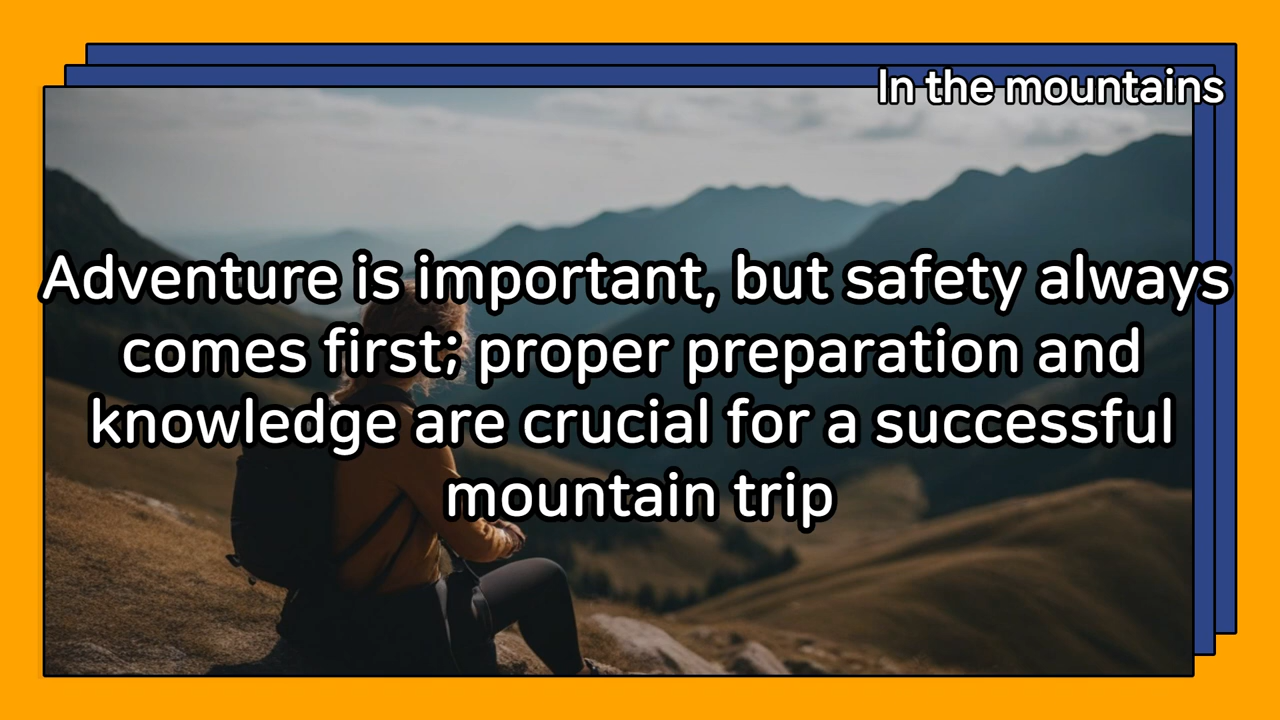 In the mountains
Adventure is important, but safety always
comes first; proper preparation and
knowledge are crucial for a successful
mountain trip